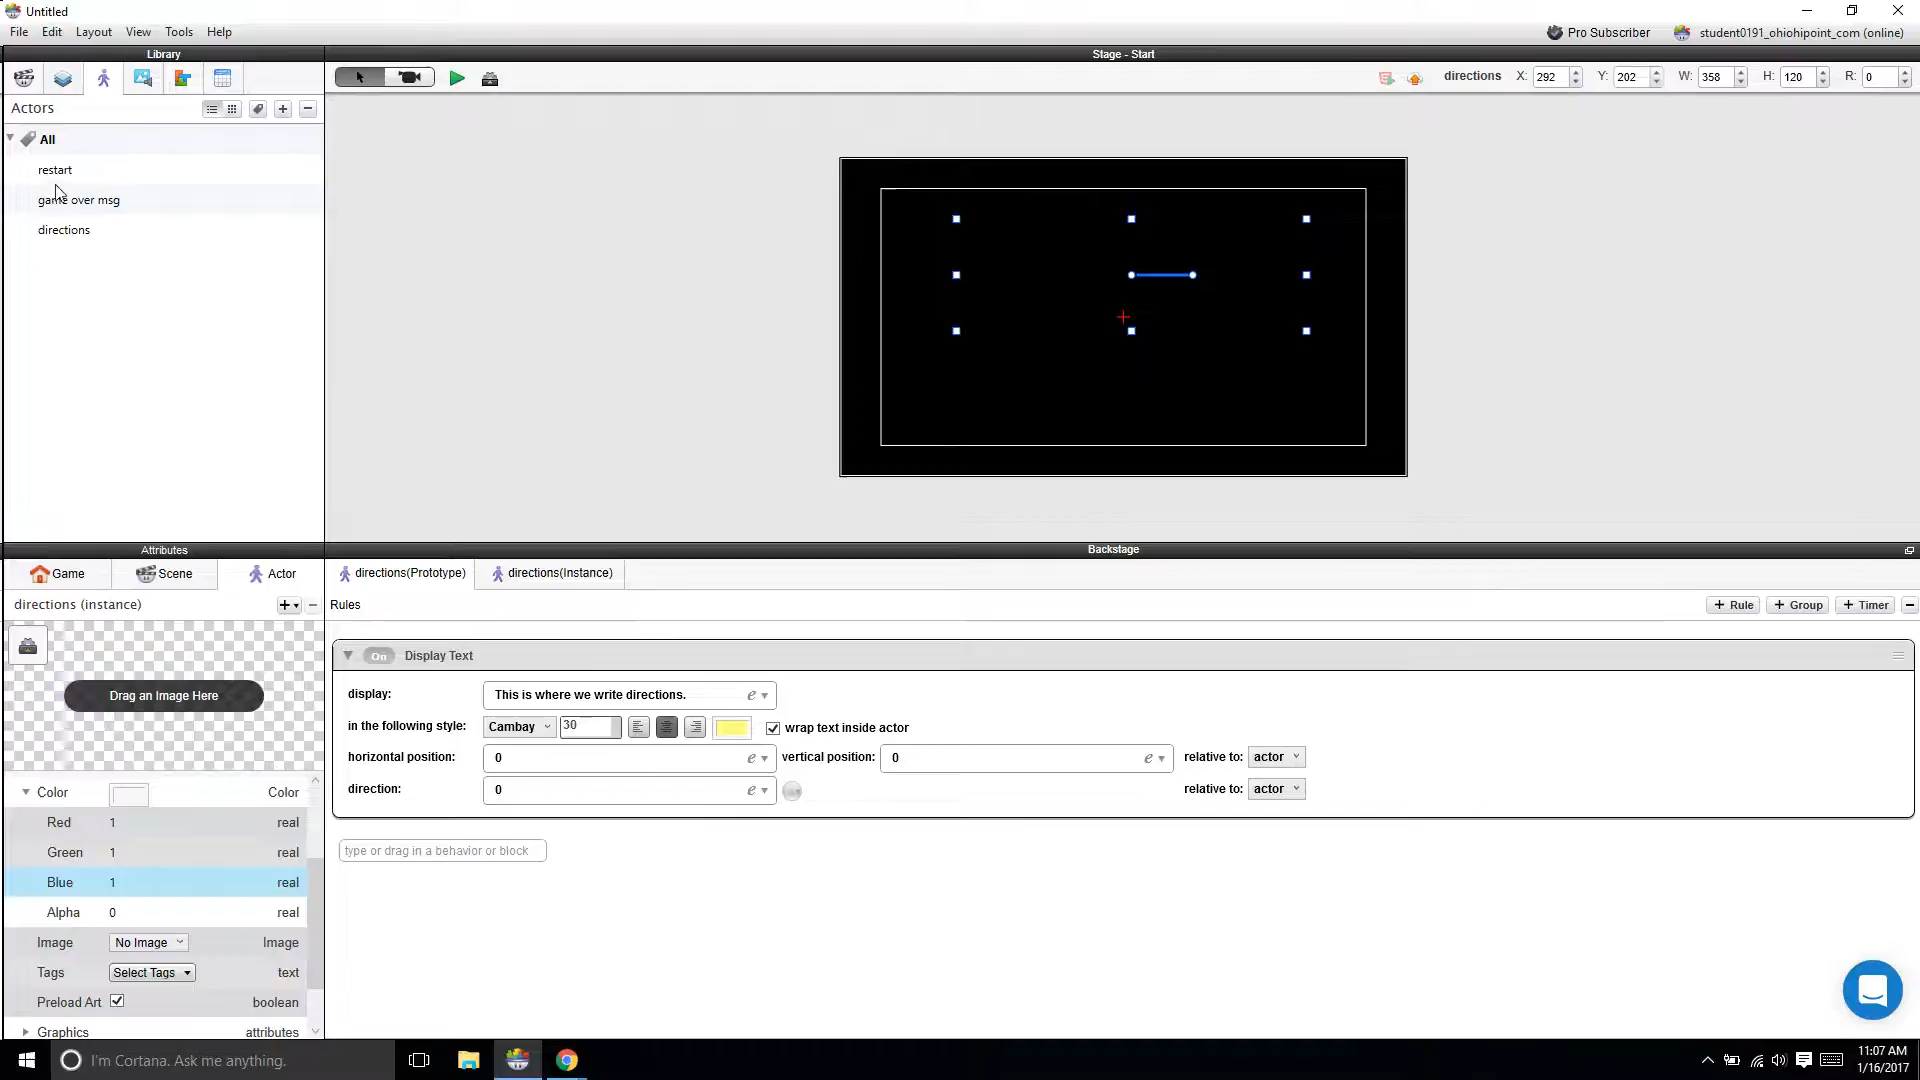 Untitled
File Edit Layout View Tools Help
Pro Subscriber student0191_ohiohipoint_com (online)
Library
Stage - Start
directions X: 292 Y: 202 W: 358 H: 120 R: 0
Actors
All
restart
game over msg
directions
Attributes
Backstage
Game Scene Actor
directions(Prototype) directions(Instance)
directions (instance)
Rules
Rule Group Timer
Drag an Image Here
On Display Text
display: This is where we write directions. e
in the following style: Cambay 30 wrap text inside actor
horizontal position: 0 e vertical position: 0 e relative to: actor
direction: 0 e relative to: actor
type or drag in a behavior or block
Color Color
Red 1 real
Green 1 real
Blue 1 real
Alpha 0 real
Image No Image Image
Tags Select Tags text
Preload Art boolean
Graphics attributes
I'm Cortana. Ask me anything.
11:07 AM
1/16/2017